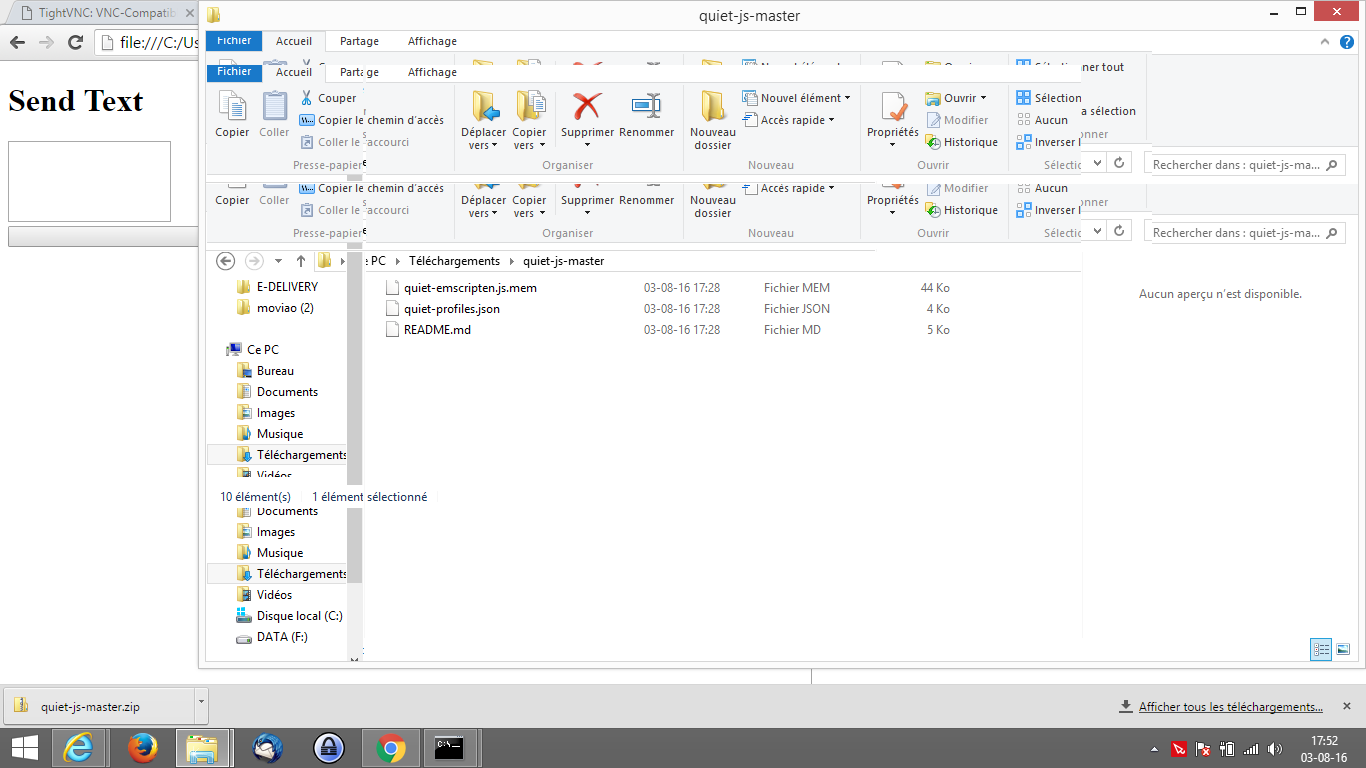 TightVNC: VNC-Compatib
quiet-js-master
file:///C:/Us
Send Text
Fichier Accueil Partage Affichage
Sélectionner tout
Fichier Accueil Partage Affichage
Copier
Coller
Couper
Copier le chemin d'accès
Coller le raccourci
Presse-papier
Déplacer vers
Copier vers
Supprimer
Renommer
Organiser
Nouveau dossier
Nouvel élément
Accès rapide
Nouveau
Propriétés
Ouvrir
Modifier
Historique
Ouvrir
Sélection
a sélection
Aucun
onner
Inverser l
Sélectic
Rechercher dans : quiet-js-ma...
Copier
Coller
Copier le chemin d'accès
Coller le raccourci
Presse-papier
Déplacer vers
Copier vers
Supprimer
Renommer
Organiser
Nouveau dossier
Accès rapide
Nouveau
Propriétés
Modifier
Historique
Ouvrir
Aucun
onner
Inverser l
Sélectic
Rechercher dans : quiet-js-ma...
e PC Téléchargements quiet-js-master
E-DELIVERY
moviao (2)
Ce PC
Bureau
Documents
Images
Musique
Téléchargements
Vidéos
quiet-emscripten.js.mem 03-08-16 17:28 Fichier MEM 44 Ko
quiet-profiles.json 03-08-16 17:28 Fichier JSON 4 Ko
README.md 03-08-16 17:28 Fichier MD 5 Ko
Aucun aperçu n'est disponible.
10 élément(s) 1 élément sélectionné
Documents
Images
Musique
Téléchargements
Vidéos
Disque local (C:)
DATA (F:)
quiet-js-master.zip
Afficher tous les téléchargements...
17:52
03-08-16